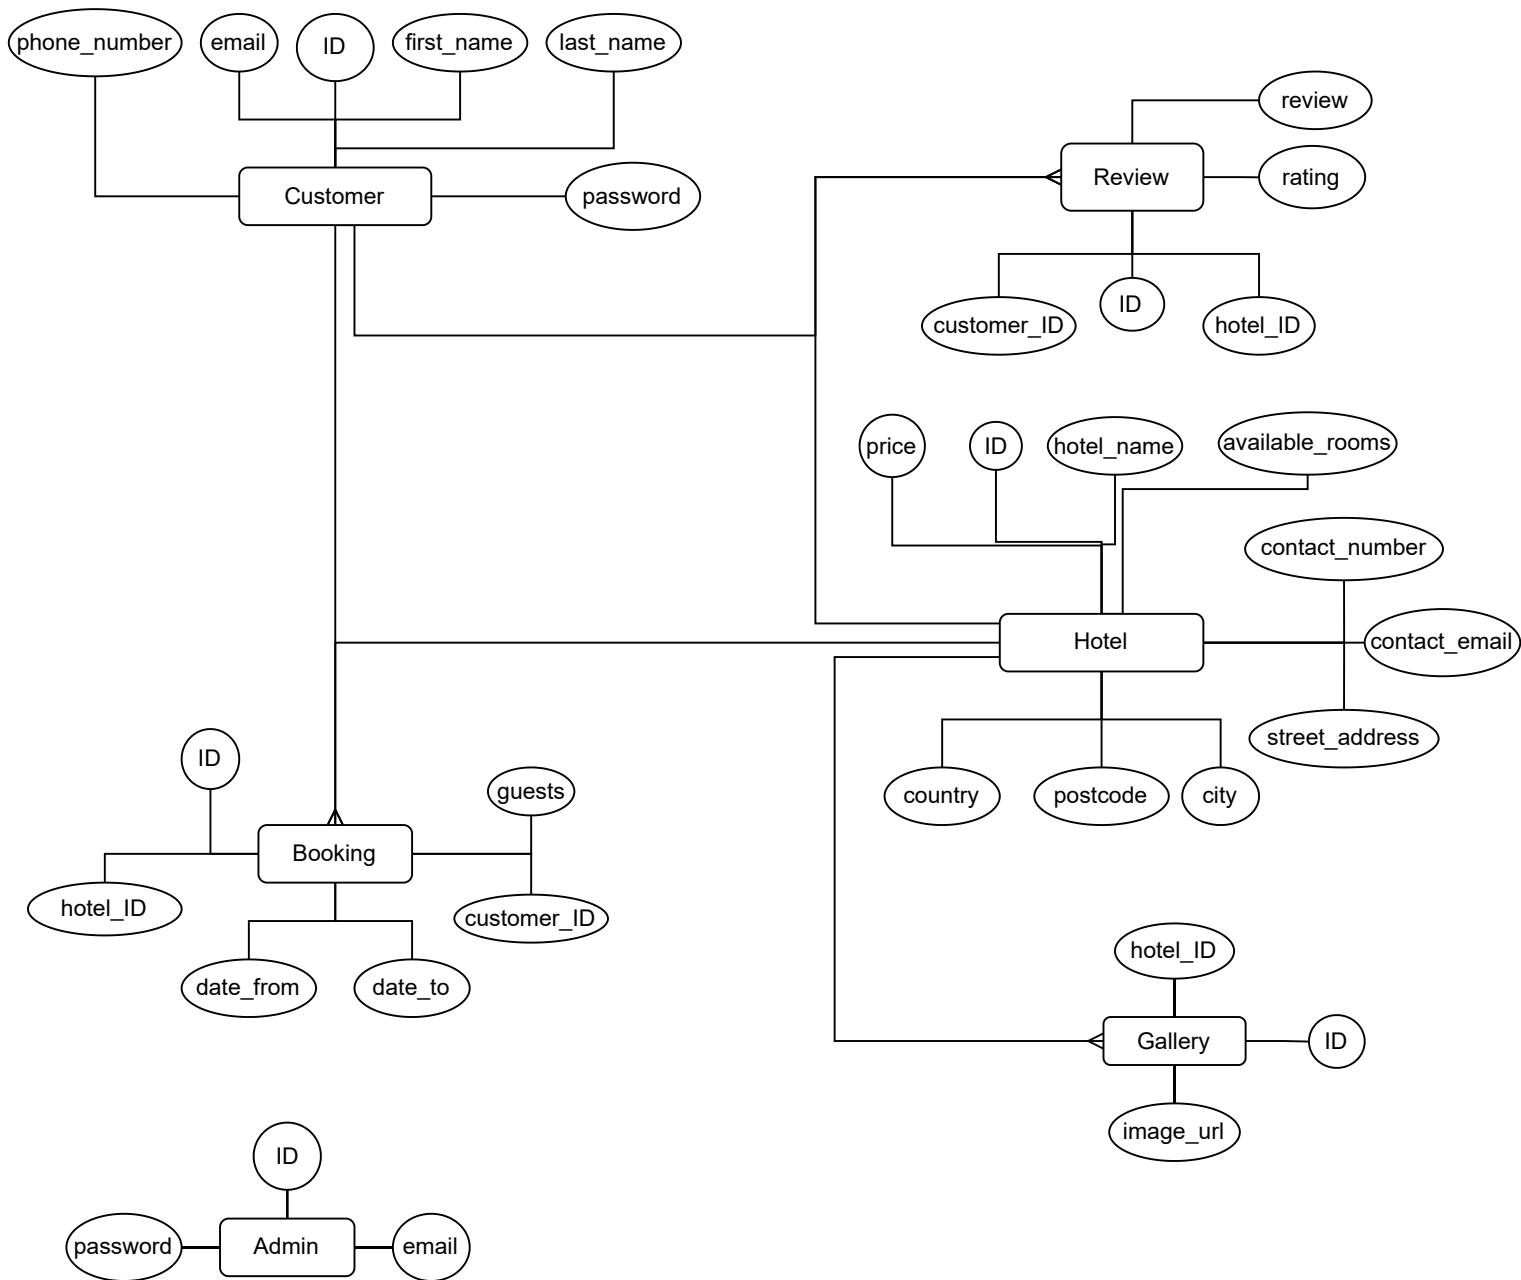 phone_number
email
ID
first_name
last_name
Customer
password
review
Review
rating
customer_ID
ID
hotel_ID
price
ID
hotel_name
available_rooms
contact_number
Hotel
contact_email
street_address
country
postcode
city
ID
guests
Booking
hotel_ID
customer_ID
date_from
date_to
hotel_ID
Gallery
ID
image_url
ID
password
Admin
email